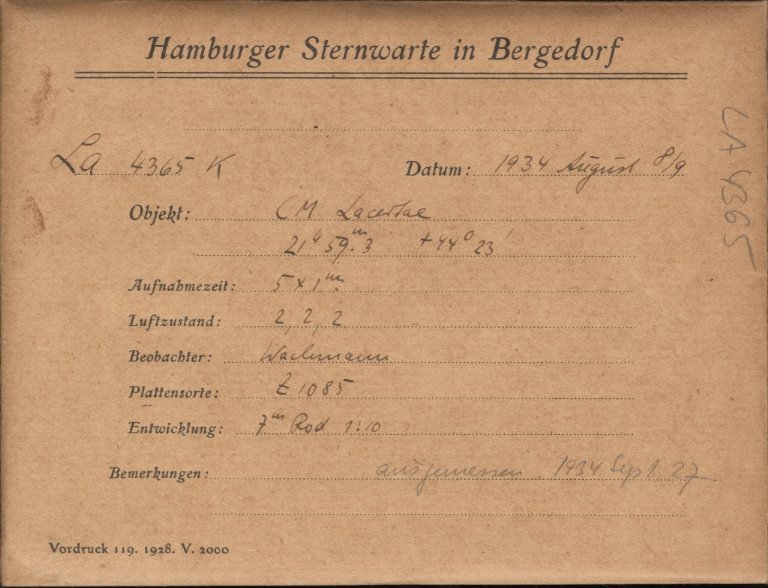 Hamburger Sternwarte in Bergedorf
La 4365 K Datum: 1934 August 8/9
LA 4365
Objekt: CM Lacertae
21h 59m.3 +44° 23'
Aufnahmezeit: 5 x 1m
Luftzustand: 2, 2, 2
Beobachter: Wachmann
Plattensorte: Z 1085
Entwicklung: 7m Rod 1:10
Bemerkungen: ausgemessen 1934 Sept. 27
Vordruck 119. 1928. V. 2000